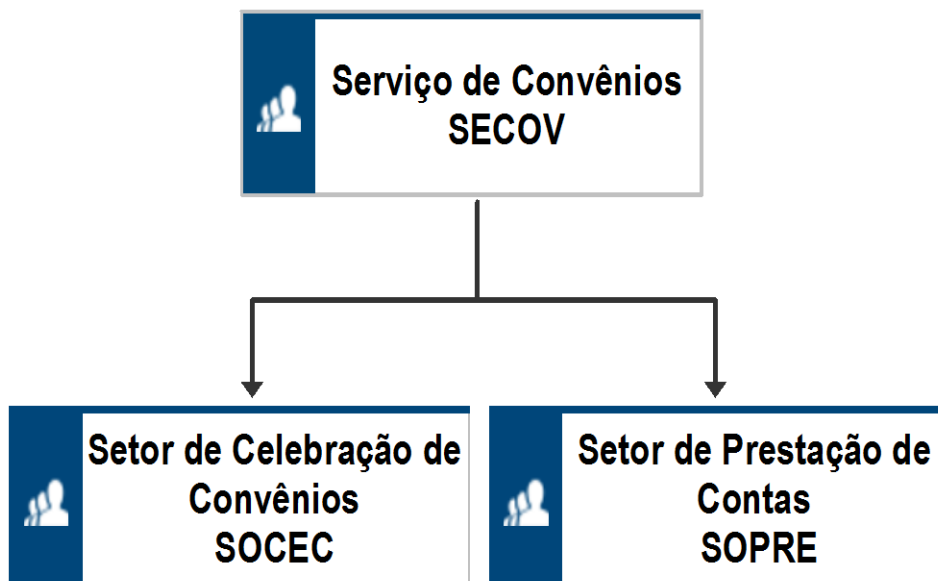 Serviço de Convênios
SECOV
Setor de Celebração de
Convênios
SOCEC
Setor de Prestação de
Contas
SOPRE